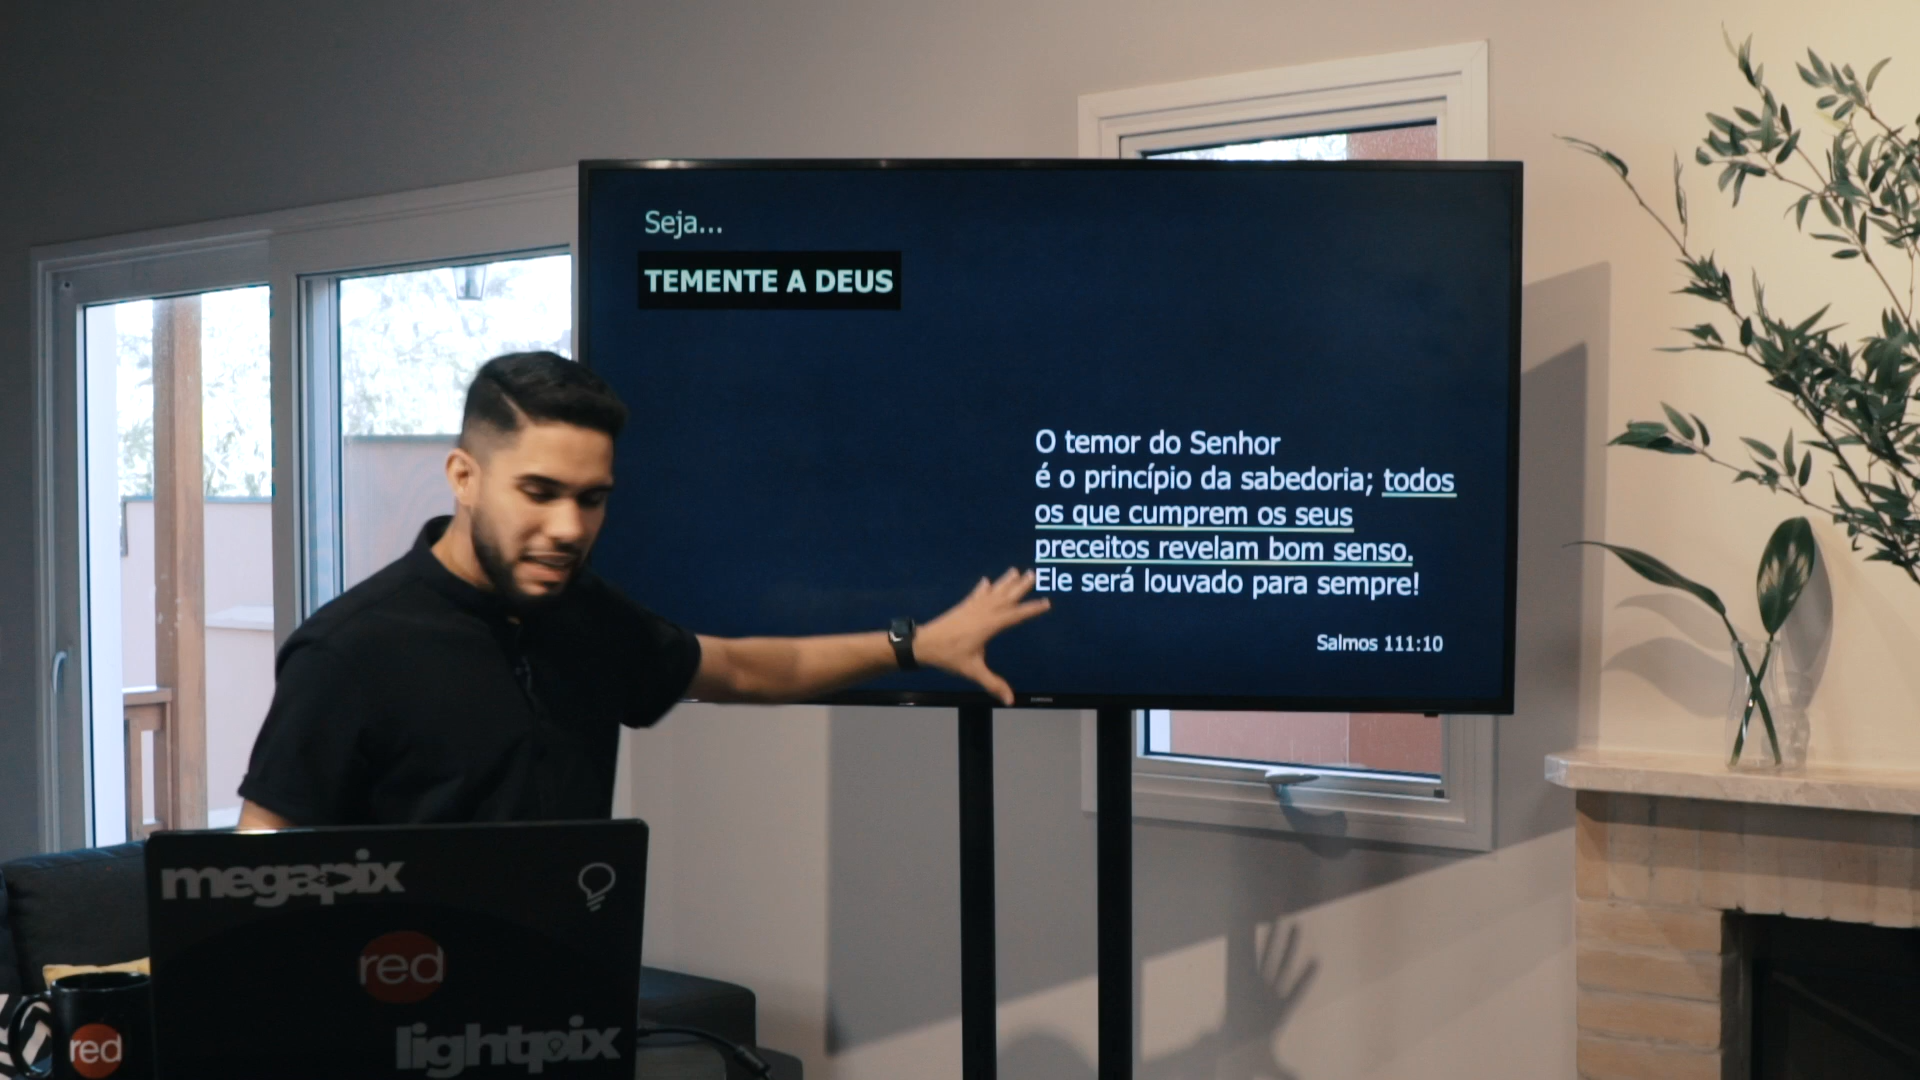 Seja...
TEMENTE A DEUS
O temor do Senhor
é o princípio da sabedoria; todos
os que cumprem os seus
preceitos revelam bom senso.
Ele será louvado para sempre!
Salmos 111:10
megapix
red
lightpix
red